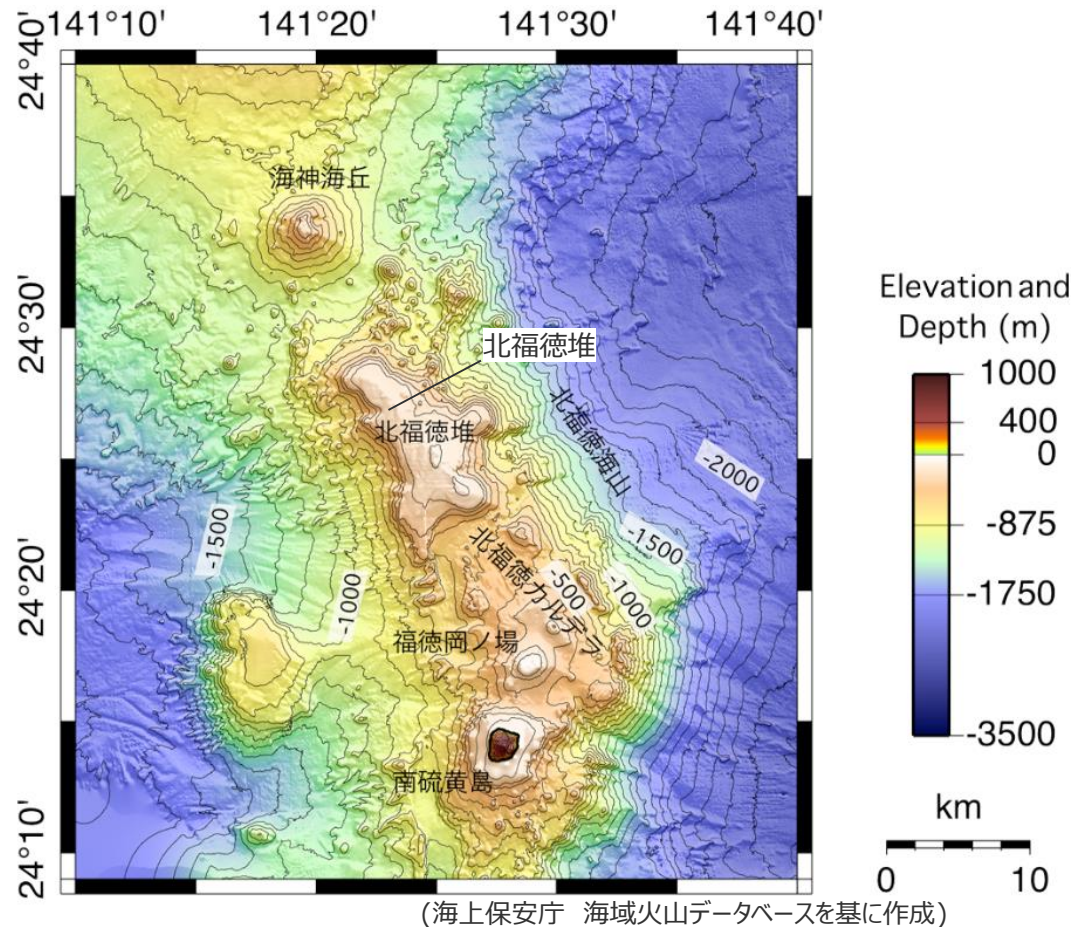 141°10' 141°20' 141°30' 141°40'
24°40'
海神海丘
24°30'
北福徳堆
北福徳堆
北福徳海山
-2000
-1500
-1500
24°20'
北福徳カルデラ
-500
-1000
-1000
福徳岡ノ場
南硫黄島
24°10'
Elevation and
Depth (m)
1000
400
0
-875
-1750
-3500
km
0 10
(海上保安庁 海域火山データベースを基に作成)